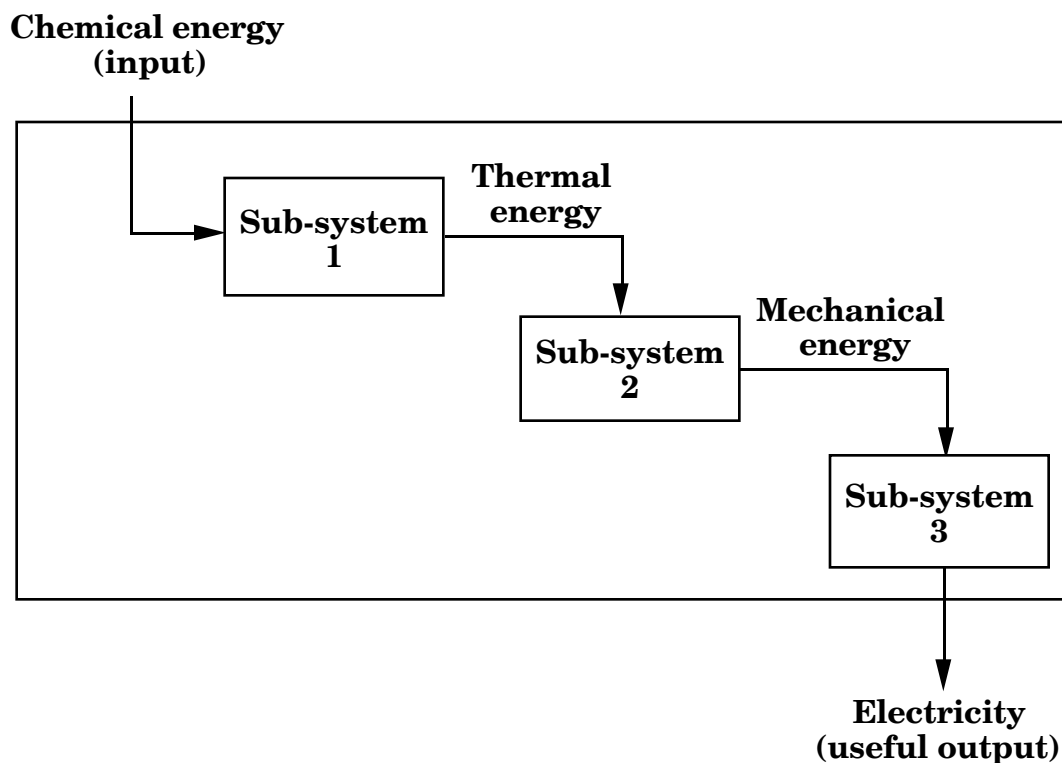 Chemical energy
(input)
Sub-system
1
Thermal
energy
Sub-system
2
Mechanical
energy
Sub-system
3
Electricity
(useful output)